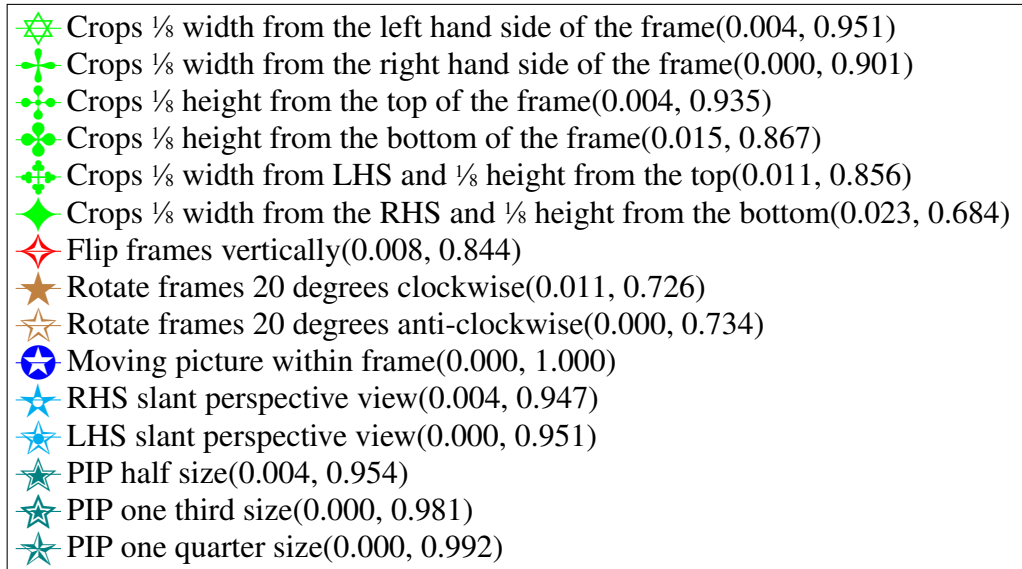 Crops ⅛ width from the left hand side of the frame(0.004, 0.951)
Crops ⅛ width from the right hand side of the frame(0.000, 0.901)
Crops ⅛ height from the top of the frame(0.004, 0.935)
Crops ⅛ height from the bottom of the frame(0.015, 0.867)
Crops ⅛ width from LHS and ⅛ height from the top(0.011, 0.856)
Crops ⅛ width from the RHS and ⅛ height from the bottom(0.023, 0.684)
Flip frames vertically(0.008, 0.844)
Rotate frames 20 degrees clockwise(0.011, 0.726)
Rotate frames 20 degrees anti-clockwise(0.000, 0.734)
Moving picture within frame(0.000, 1.000)
RHS slant perspective view(0.004, 0.947)
LHS slant perspective view(0.000, 0.951)
PIP half size(0.004, 0.954)
PIP one third size(0.000, 0.981)
PIP one quarter size(0.000, 0.992)